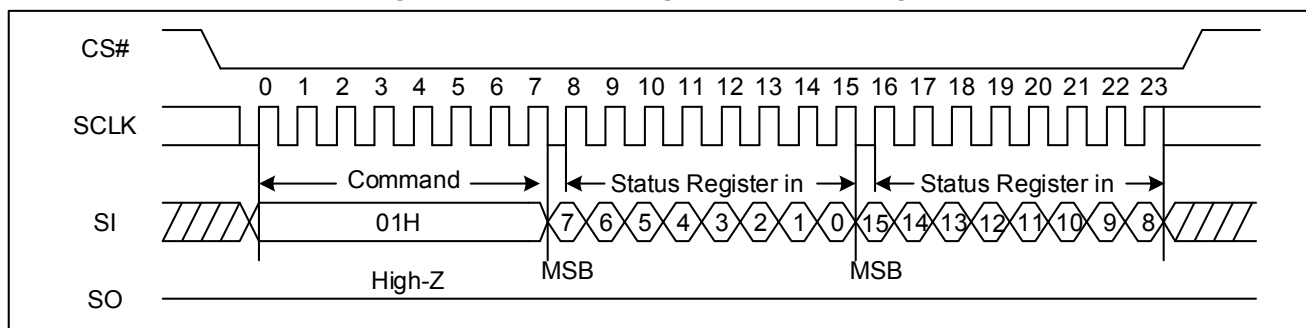 CS#
0 1 2 3 4 5 6 7 8 9 10 11 12 13 14 15 16 17 18 19 20 21 22 23
SCLK
Command Status Register in Status Register in
SI 01H 7 6 5 4 3 2 1 0 15 14 13 12 11 10 9 8
MSB MSB
High-Z
SO